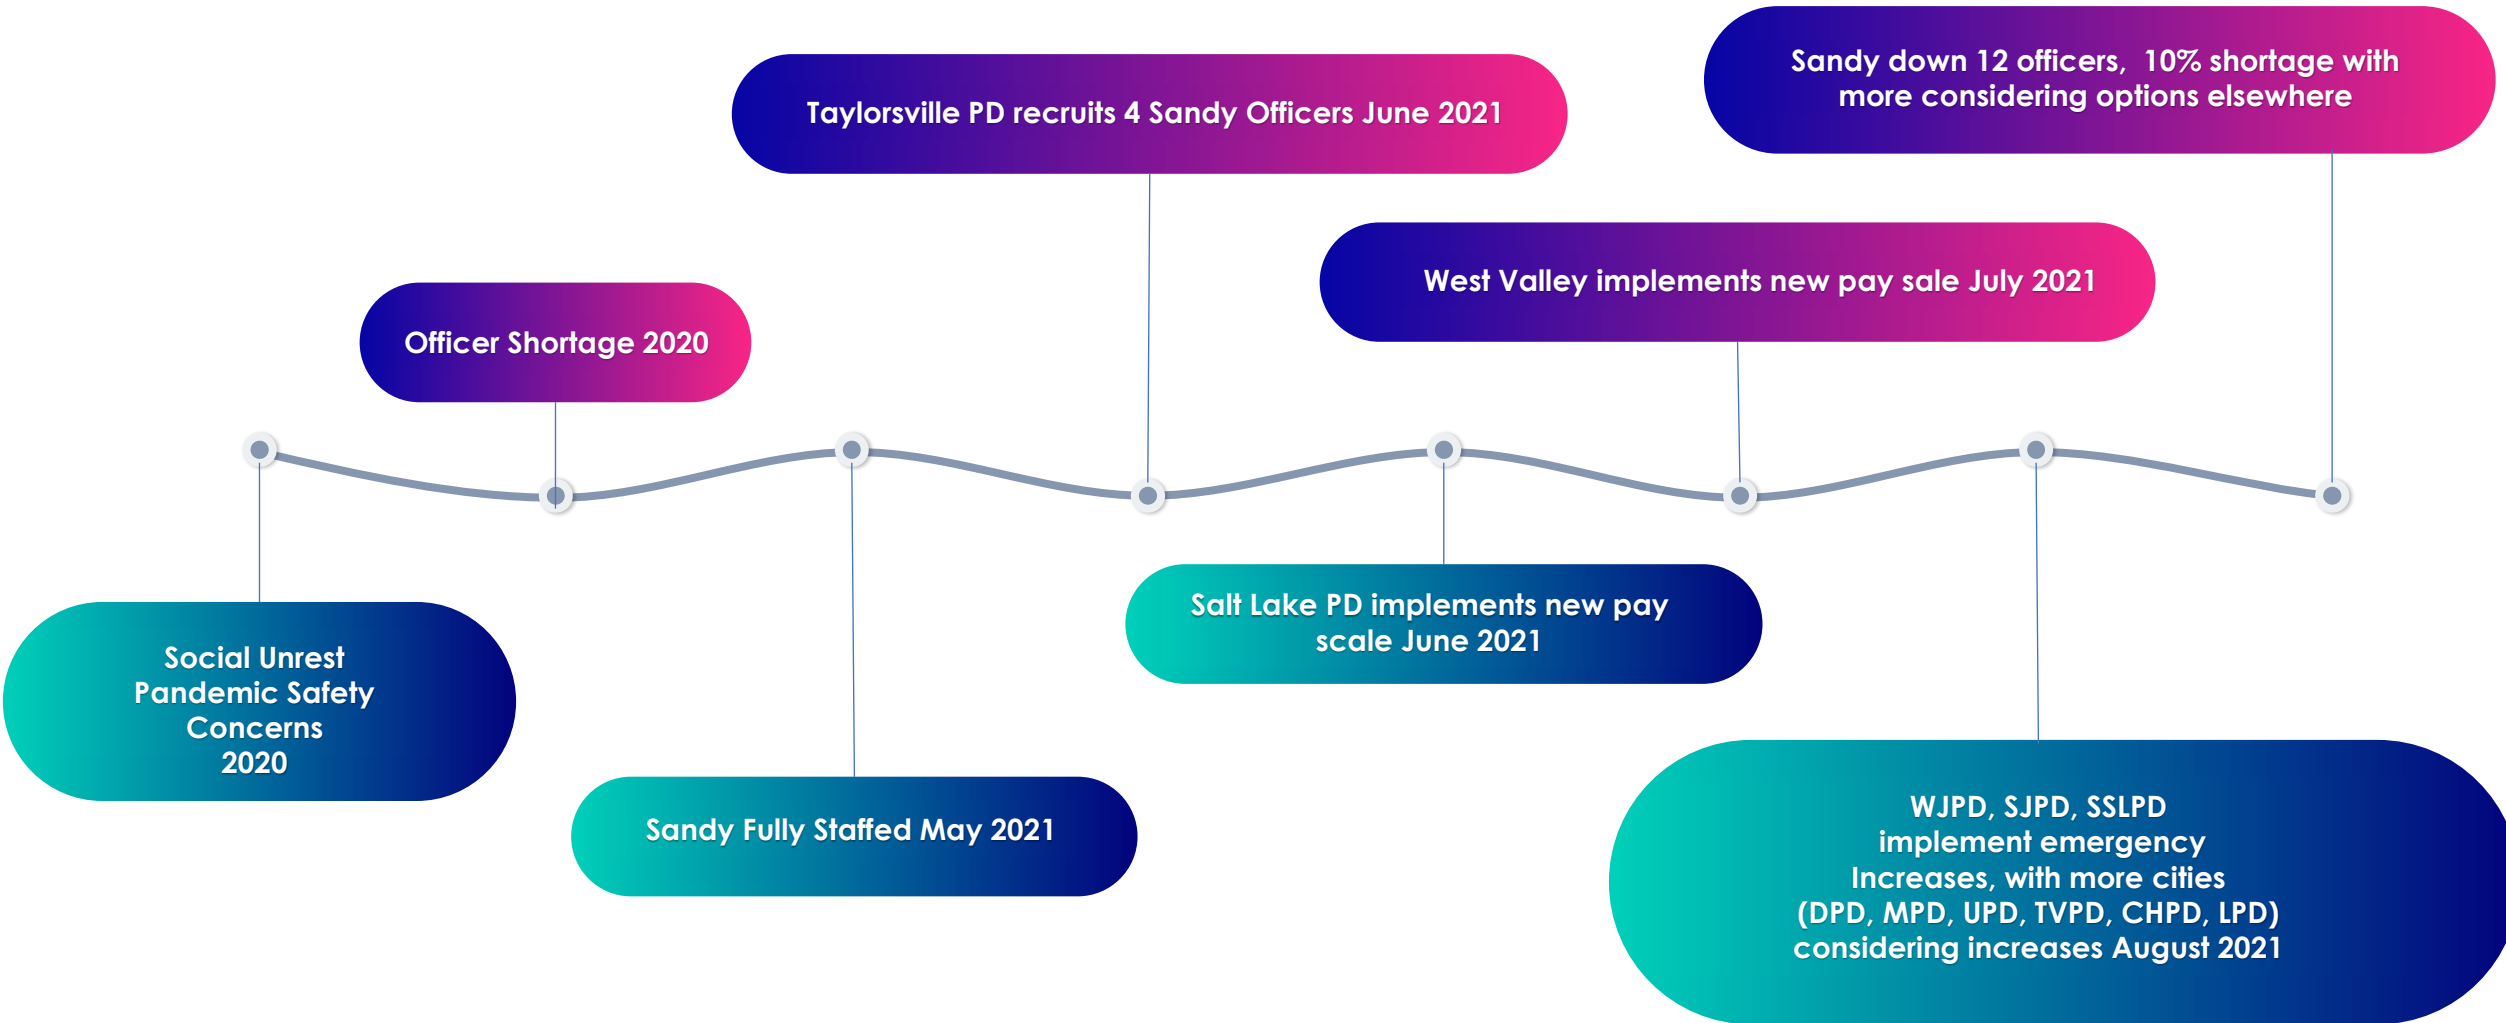 Social Unrest
Pandemic Safety
Concerns
2020
Officer Shortage 2020
Sandy Fully Staffed May 2021
Taylorsville PD recruits 4 Sandy Officers June 2021
Salt Lake PD implements new pay
scale June 2021
West Valley implements new pay sale July 2021
WJPD, SJPD, SSLPD
implement emergency
Increases, with more cities
(DPD, MPD, UPD, TVPD, CHPD, LPD)
considering increases August 2021
Sandy down 12 officers,  10% shortage with
more considering options elsewhere